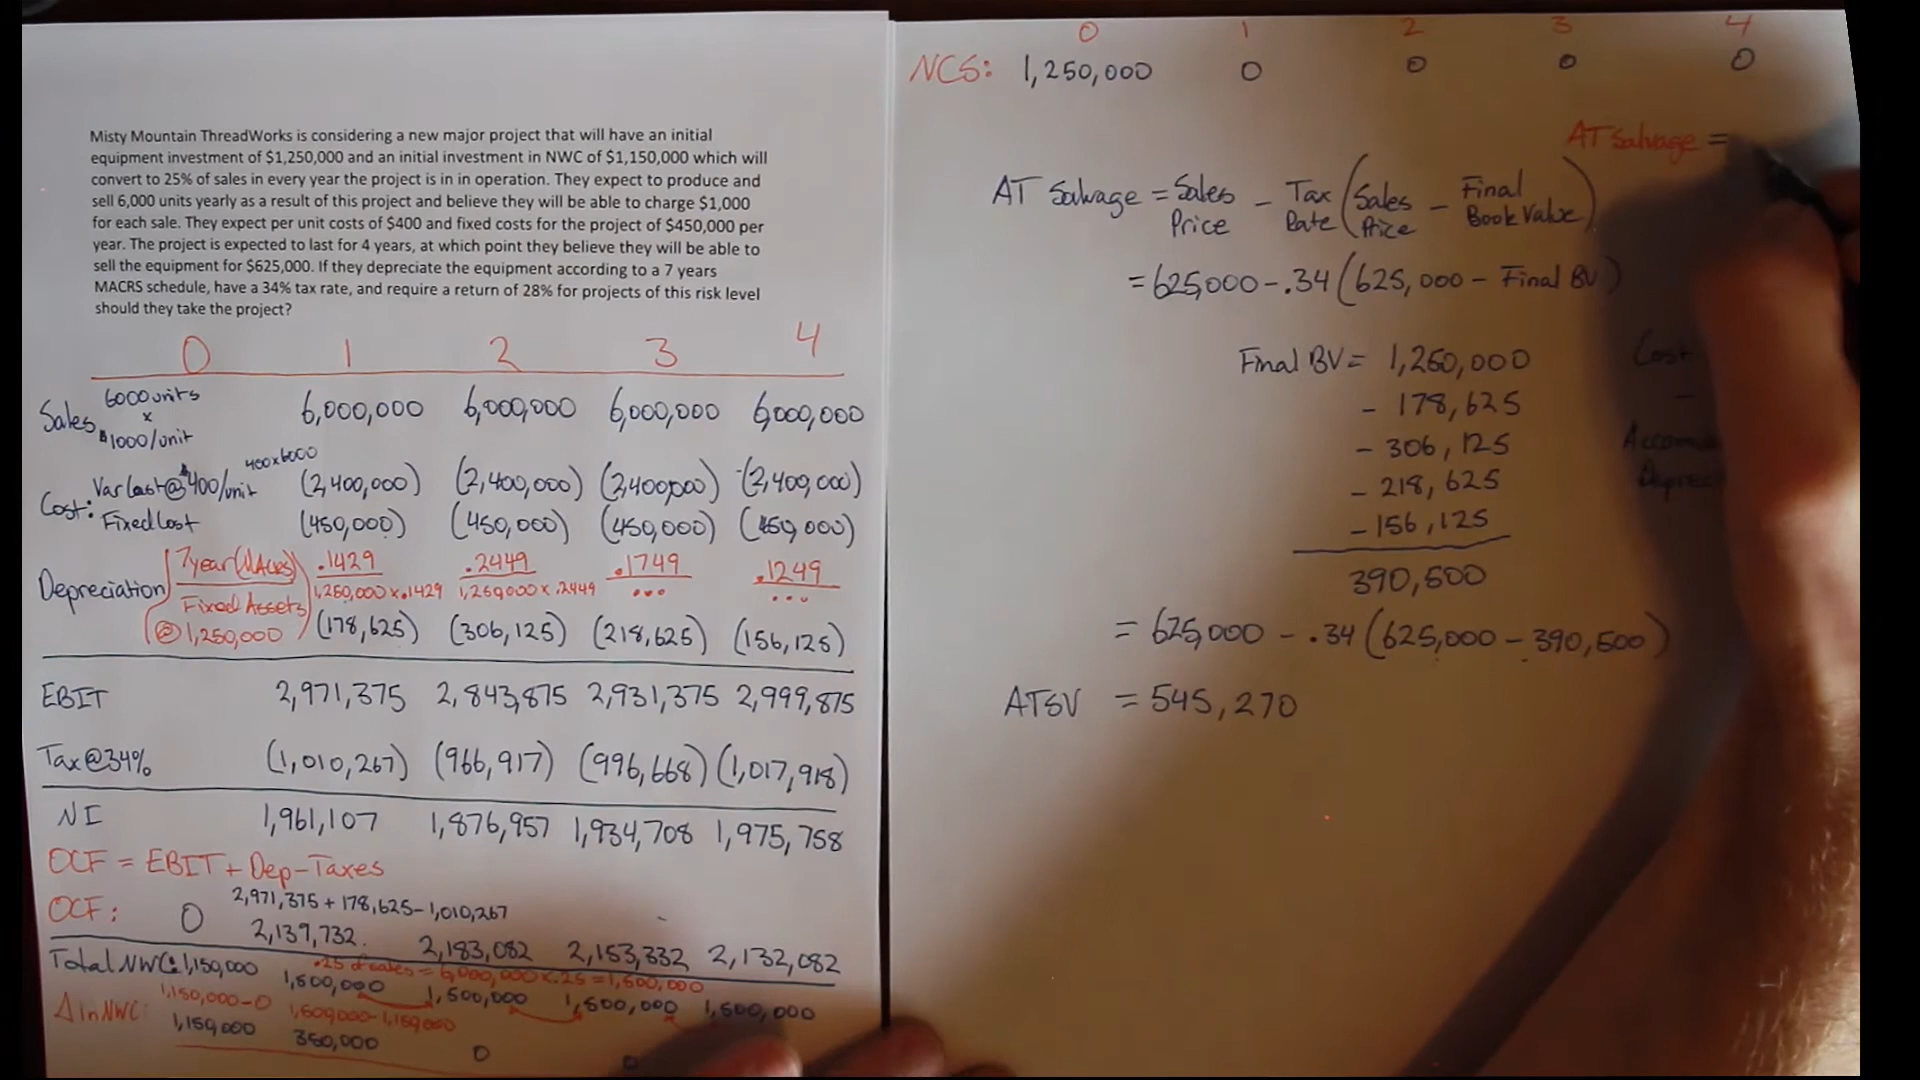 Misty Mountain ThreadWorks is considering a new major project that will have an initial
equipment investment of $1,250,000 and an initial investment in NWC of $1,150,000 which will
convert to 25% of sales in every year the project is in in operation. They expect to produce and
sell 6,000 units yearly as a result of this project and believe they will be able to charge $1,000
for each sale. They expect per unit costs of $400 and fixed costs for the project of $450,000 per
year. The project is expected to last for 4 years, at which point they believe they will be able to
sell the equipment for $625,000. If they depreciate the equipment according to a 7 years
MACRS schedule, have a 34% tax rate, and require a return of 28% for projects of this risk level
should they take the project?
0 1 2 3 4
Sales 6000 units x $1000/unit 6,000,000 6,000,000 6,000,000 6,000,000
400x6000
Cost: Var Cost @ $400/unit (2,400,000) (2,400,000) (2,400,000) (2,400,000)
Fixed Cost (450,000) (450,000) (450,000) (450,000)
7 year (MACRS) .1429 .2449 .1749 .1249
Depreciation Fixed Assets 1,250,000x.1429 1,250,000x.2449 ... ...
@ 1,250,000 (178,625) (306,125) (218,625) (156,125)
EBIT 2,971,375 2,843,875 2,931,375 2,999,875
Tax@34% (1,010,267) (966,917) (996,668) (1,017,918)
NI 1,961,107 1,876,957 1,934,708 1,975,758
OCF = EBIT + Dep - Taxes
2,971,375 + 178,625 - 1,010,267
OCF: 0 2,139,732. 2,183,082 2,153,332 2,132,082
Total NWC: 1,150,000 .25 of sales = 6,000,000 x .25 = 1,500,000
1,500,000 1,500,000 1,500,000 1,500,000
Δ In NWC: 1,150,000-0 1,500,000-1,150,000
1,150,000 350,000 0 0
0 1 2 3 4
NCS: 1,250,000 0 0 0 0
AT Salvage =
AT Salvage = Sales Price - Tax Rate (Sales Price - Final Book Value)
= 625,000 - .34 (625,000 - Final BV)
Final BV = 1,250,000
- 178,625
- 306,125
- 218,625
- 156,125
390,500
Cost
-
= 625,000 - .34 (625,000 - 390,500)
ATSV = 545,270